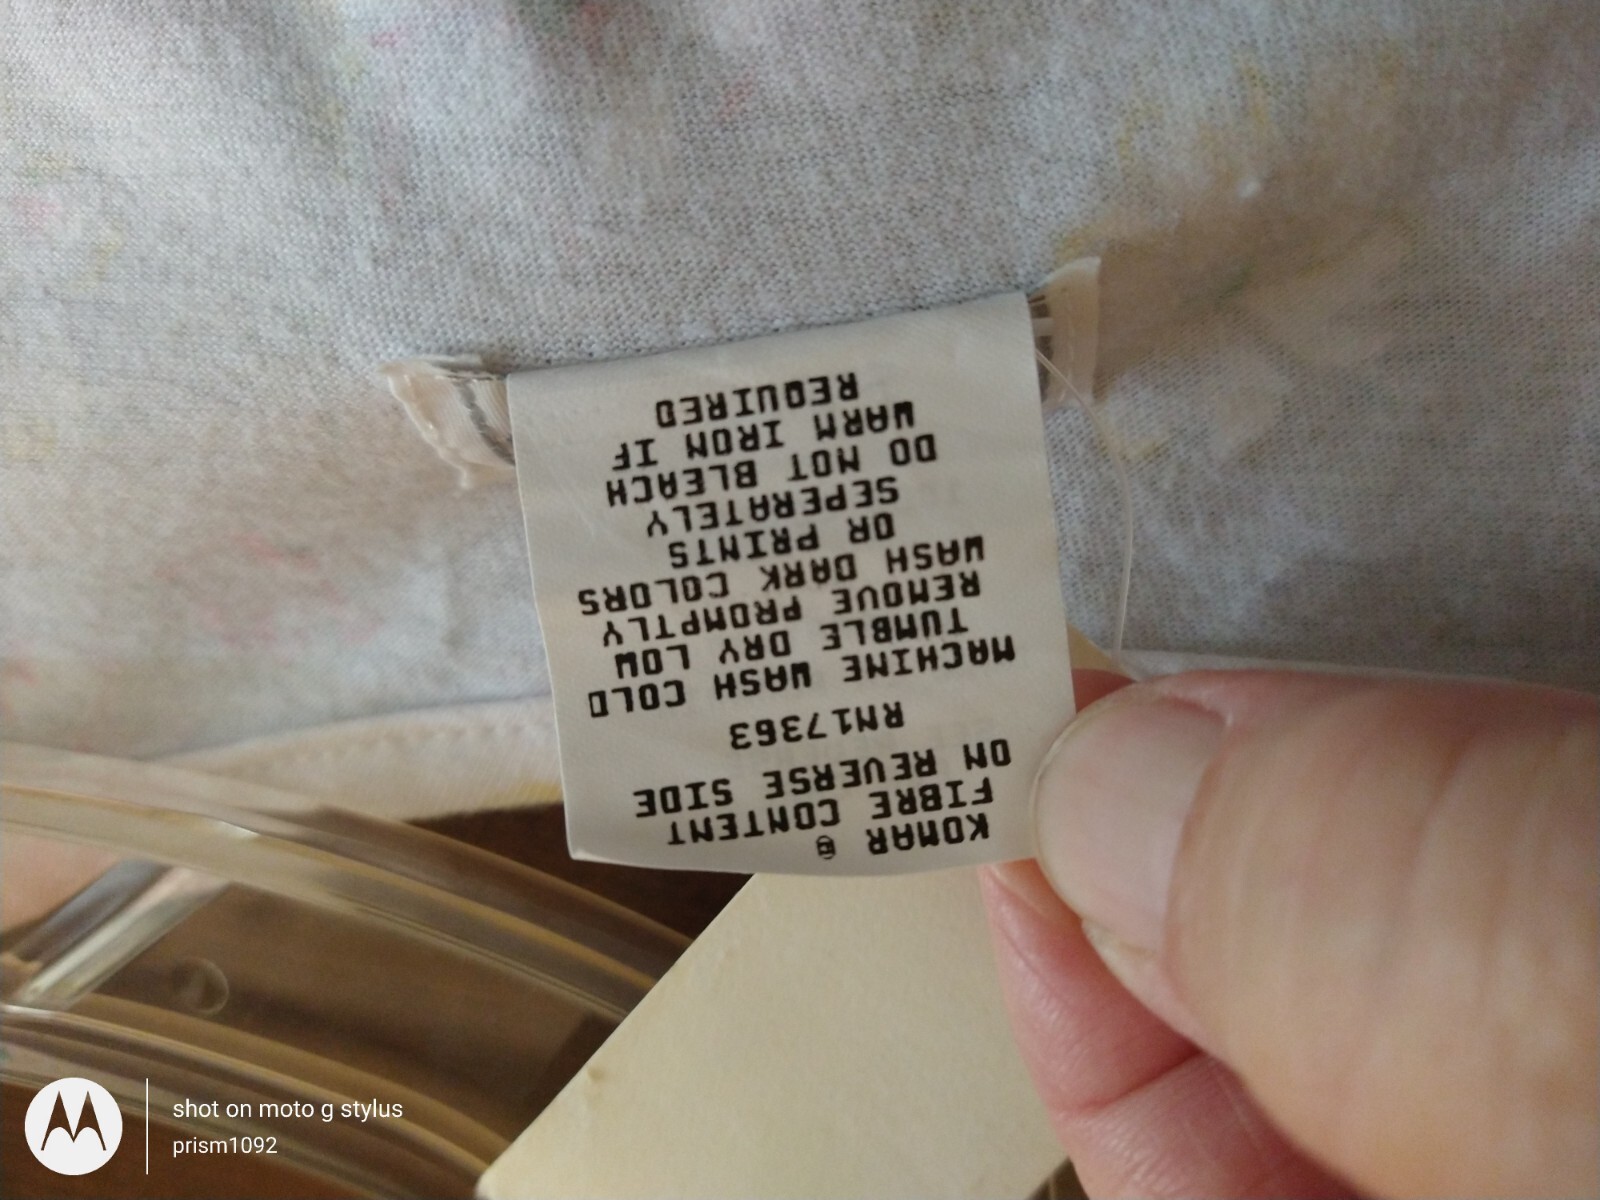 KOMAR ®
FIBRE CONTENT
ON REVERSE SIDE
RN17363
MACHINE WASH COLD
TUMBLE DRY LOW
REMOVE PROMPTLY
WASH DARK COLORS
OR PRINTS
SEPERATELY
DO NOT BLEACH
WARM IRON IF
REQUIRED
shot on moto g stylus
prism1092